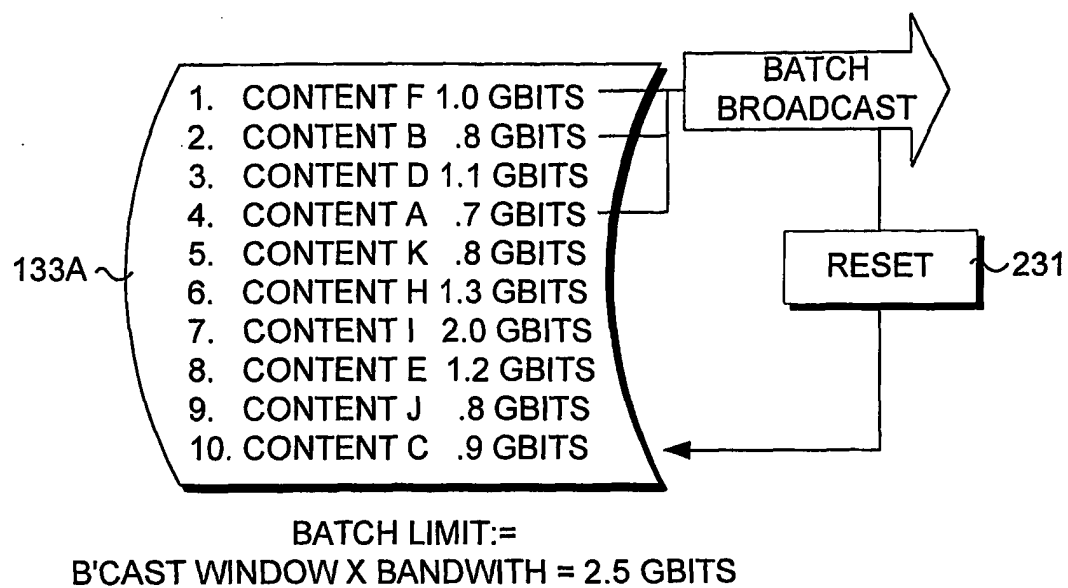 BATCH
BROADCAST
1. CONTENT F 1.0 GBITS
2. CONTENT B .8 GBITS
3. CONTENT D 1.1 GBITS
4. CONTENT A .7 GBITS
5. CONTENT K .8 GBITS
6. CONTENT H 1.3 GBITS
7. CONTENT I 2.0 GBITS
8. CONTENT E 1.2 GBITS
9. CONTENT J .8 GBITS
10. CONTENT C .9 GBITS
133A
RESET
231
BATCH LIMIT:=
B'CAST WINDOW X BANDWITH = 2.5 GBITS